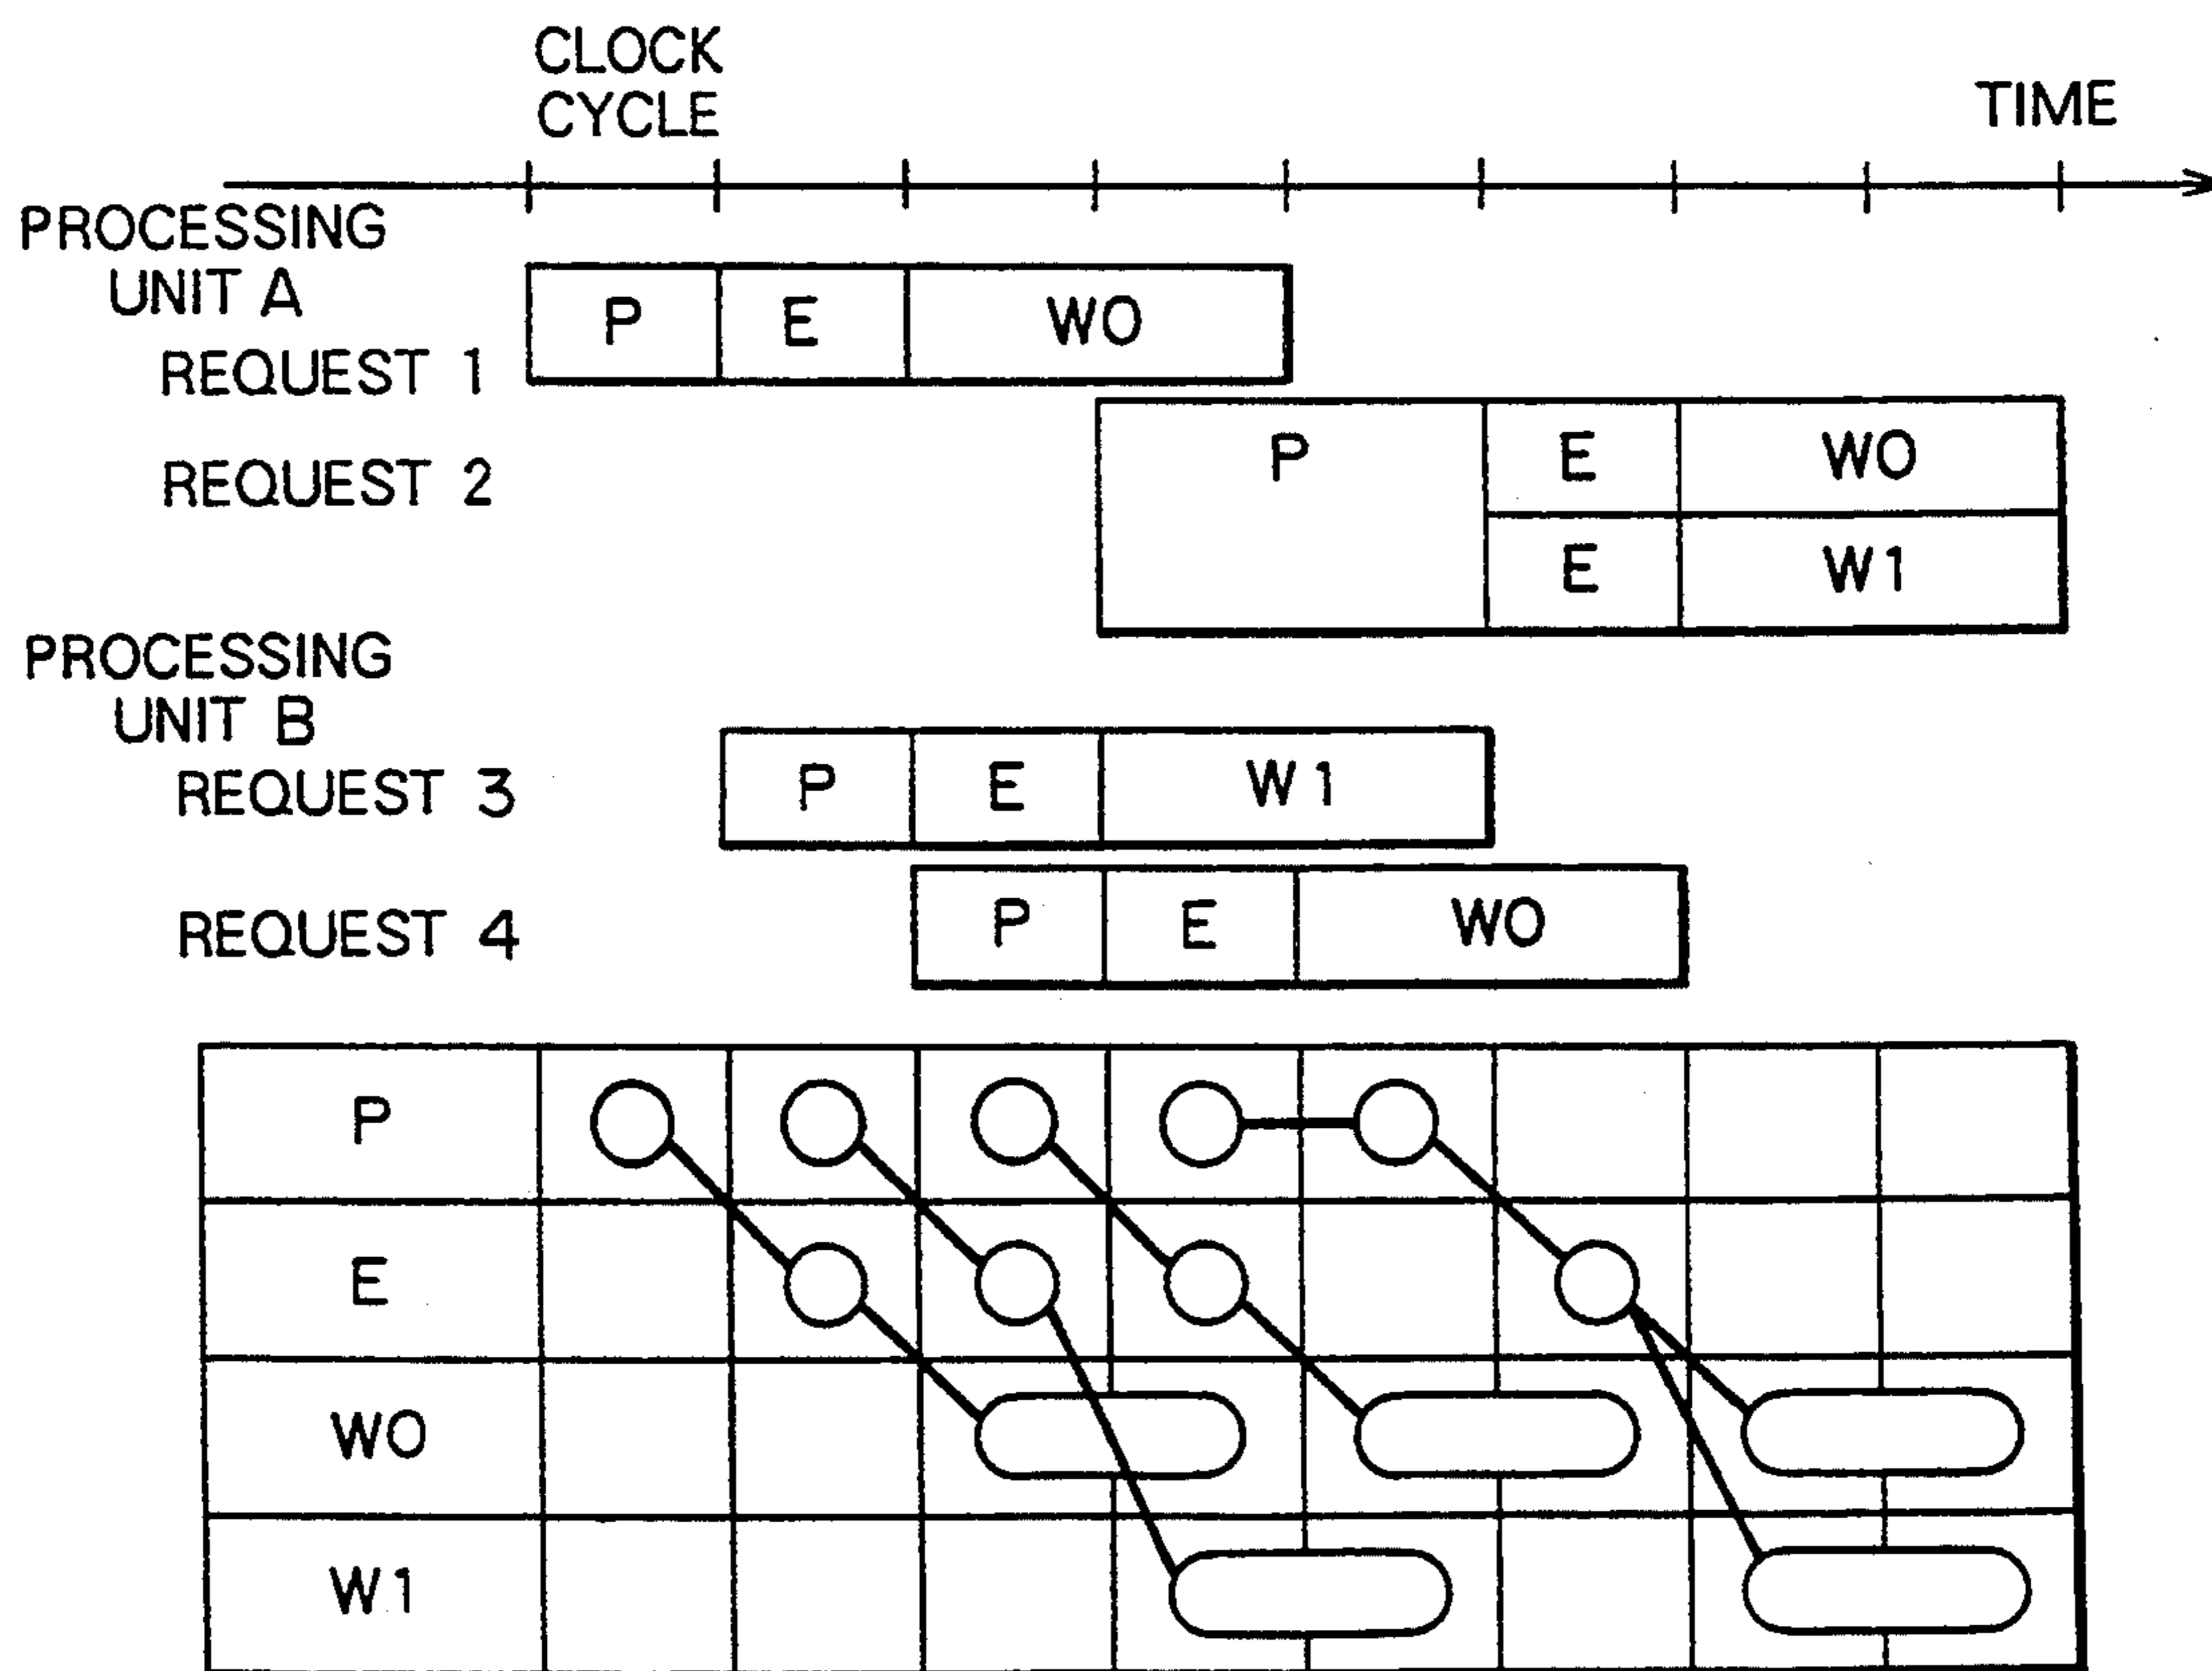 CLOCK
CYCLE
TIME
PROCESSING
UNIT A
P E WO
REQUEST 1
REQUEST 2
P E WO
E W1
PROCESSING
UNIT B
REQUEST 3
P E W1
REQUEST 4
P E WO
P
E
WO
W1